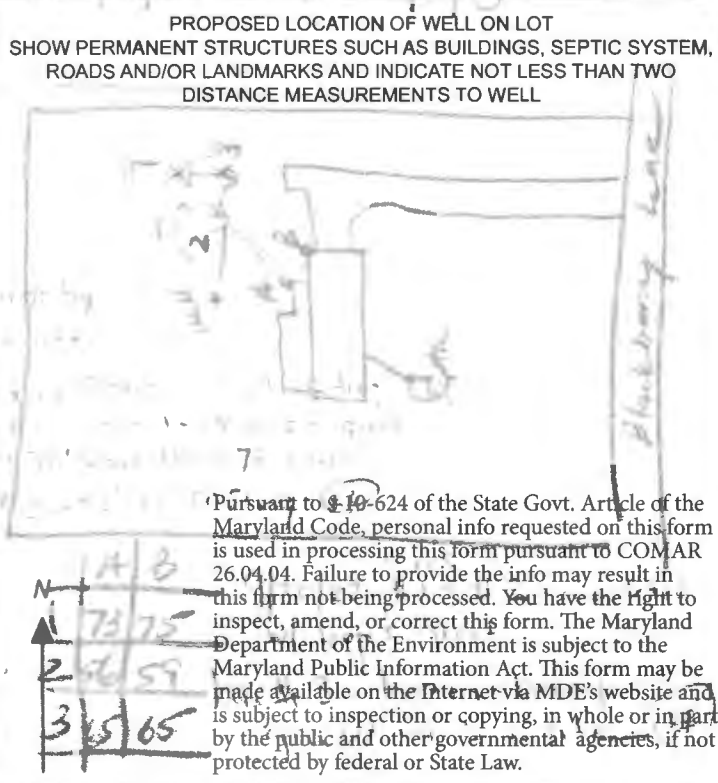 PROPOSED LOCATION OF WELL ON LOT
SHOW PERMANENT STRUCTURES SUCH AS BUILDINGS, SEPTIC SYSTEM,
ROADS AND/OR LANDMARKS AND INDICATE NOT LESS THAN TWO
DISTANCE MEASUREMENTS TO WELL
Lane
7
Pursuant to § 10-624 of the State Govt. Article of the
Maryland Code, personal info requested on this form
is used in processing this form pursuant to COMAR
26.04.04. Failure to provide the info may result in
this form not being processed. You have the right to
inspect, amend, or correct this form. The Maryland
Department of the Environment is subject to the
Maryland Public Information Act. This form may be
made available on the Internet via MDE's website and
is subject to inspection or copying, in whole or in part
by the public and other governmental agencies, if not
protected by federal or State Law.
N
A B
1 73 75
2 56 59
3 65